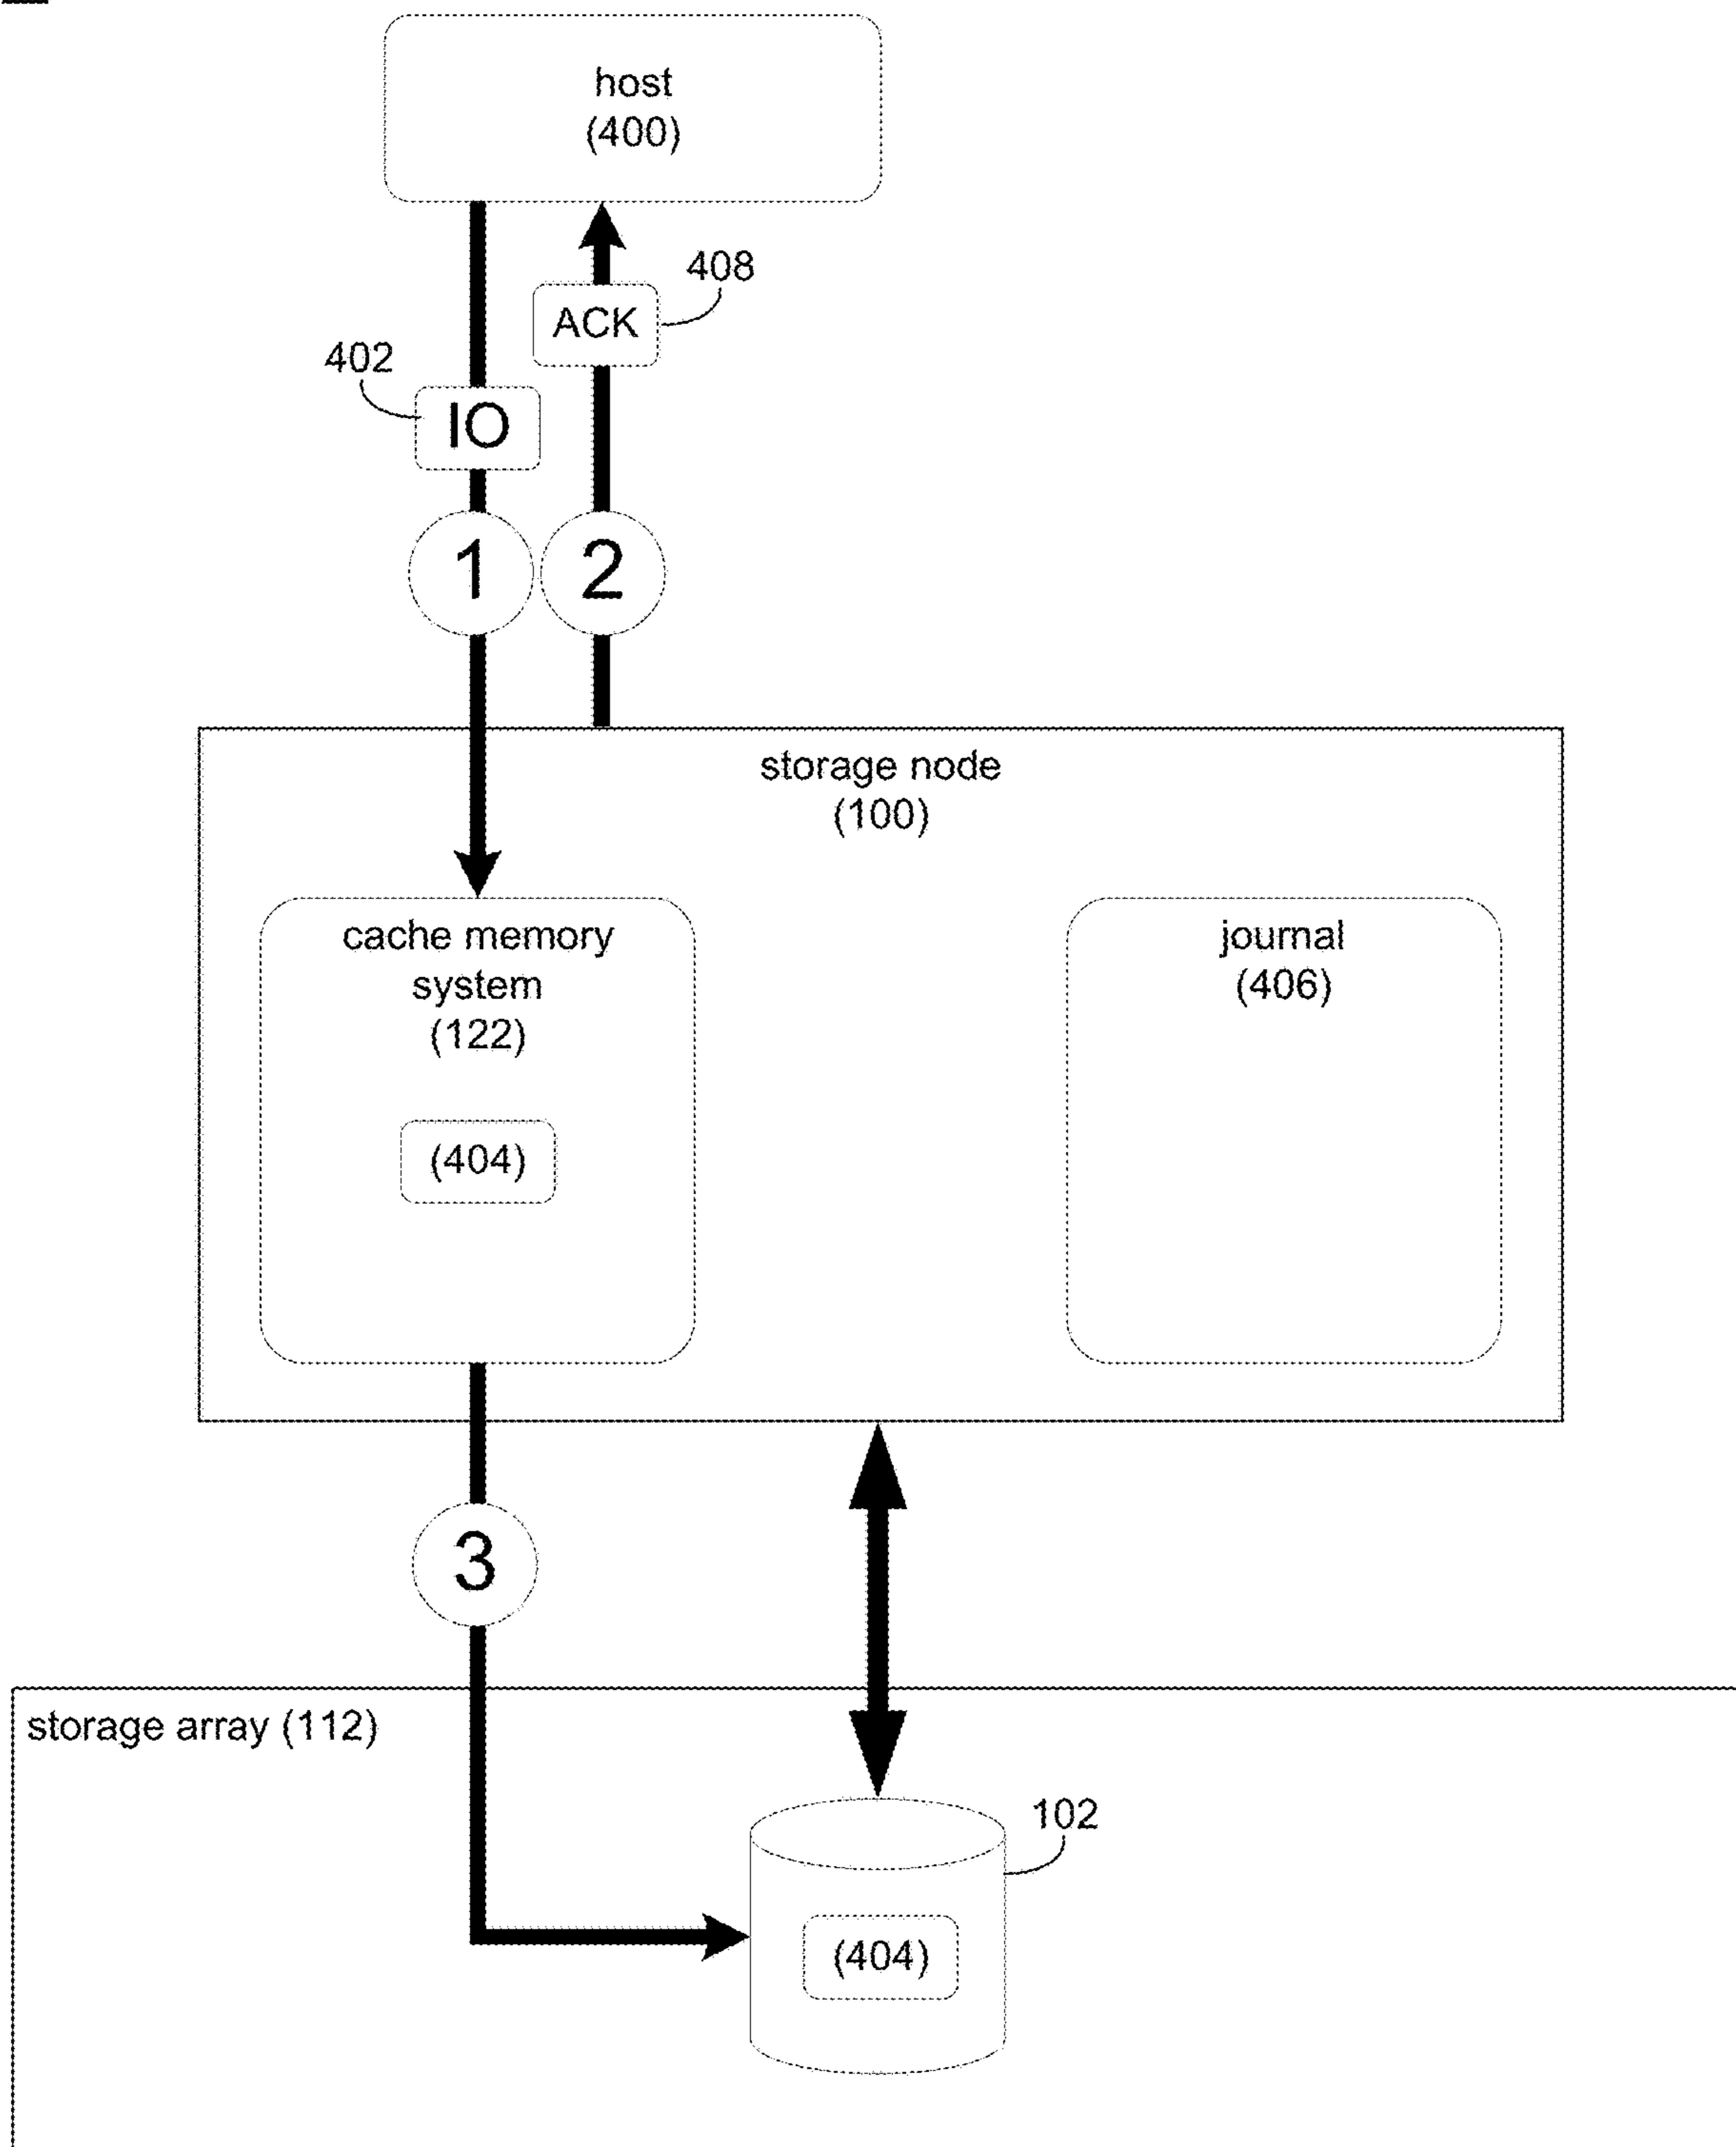 host
(400)
408
ACK
402
IO
1
2
storage node
(100)
cache memory
system
(122)
(404)
journal
(406)
3
storage array (112)
102
(404)